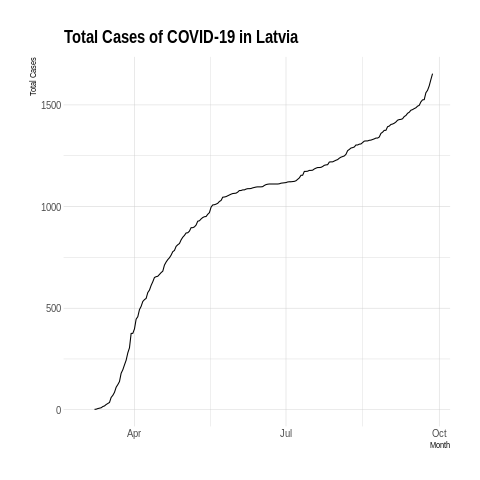 Total Cases of COVID-19 in Latvia
Total Cases
1500
1000
500
0
Apr
Jul
Oct
Month